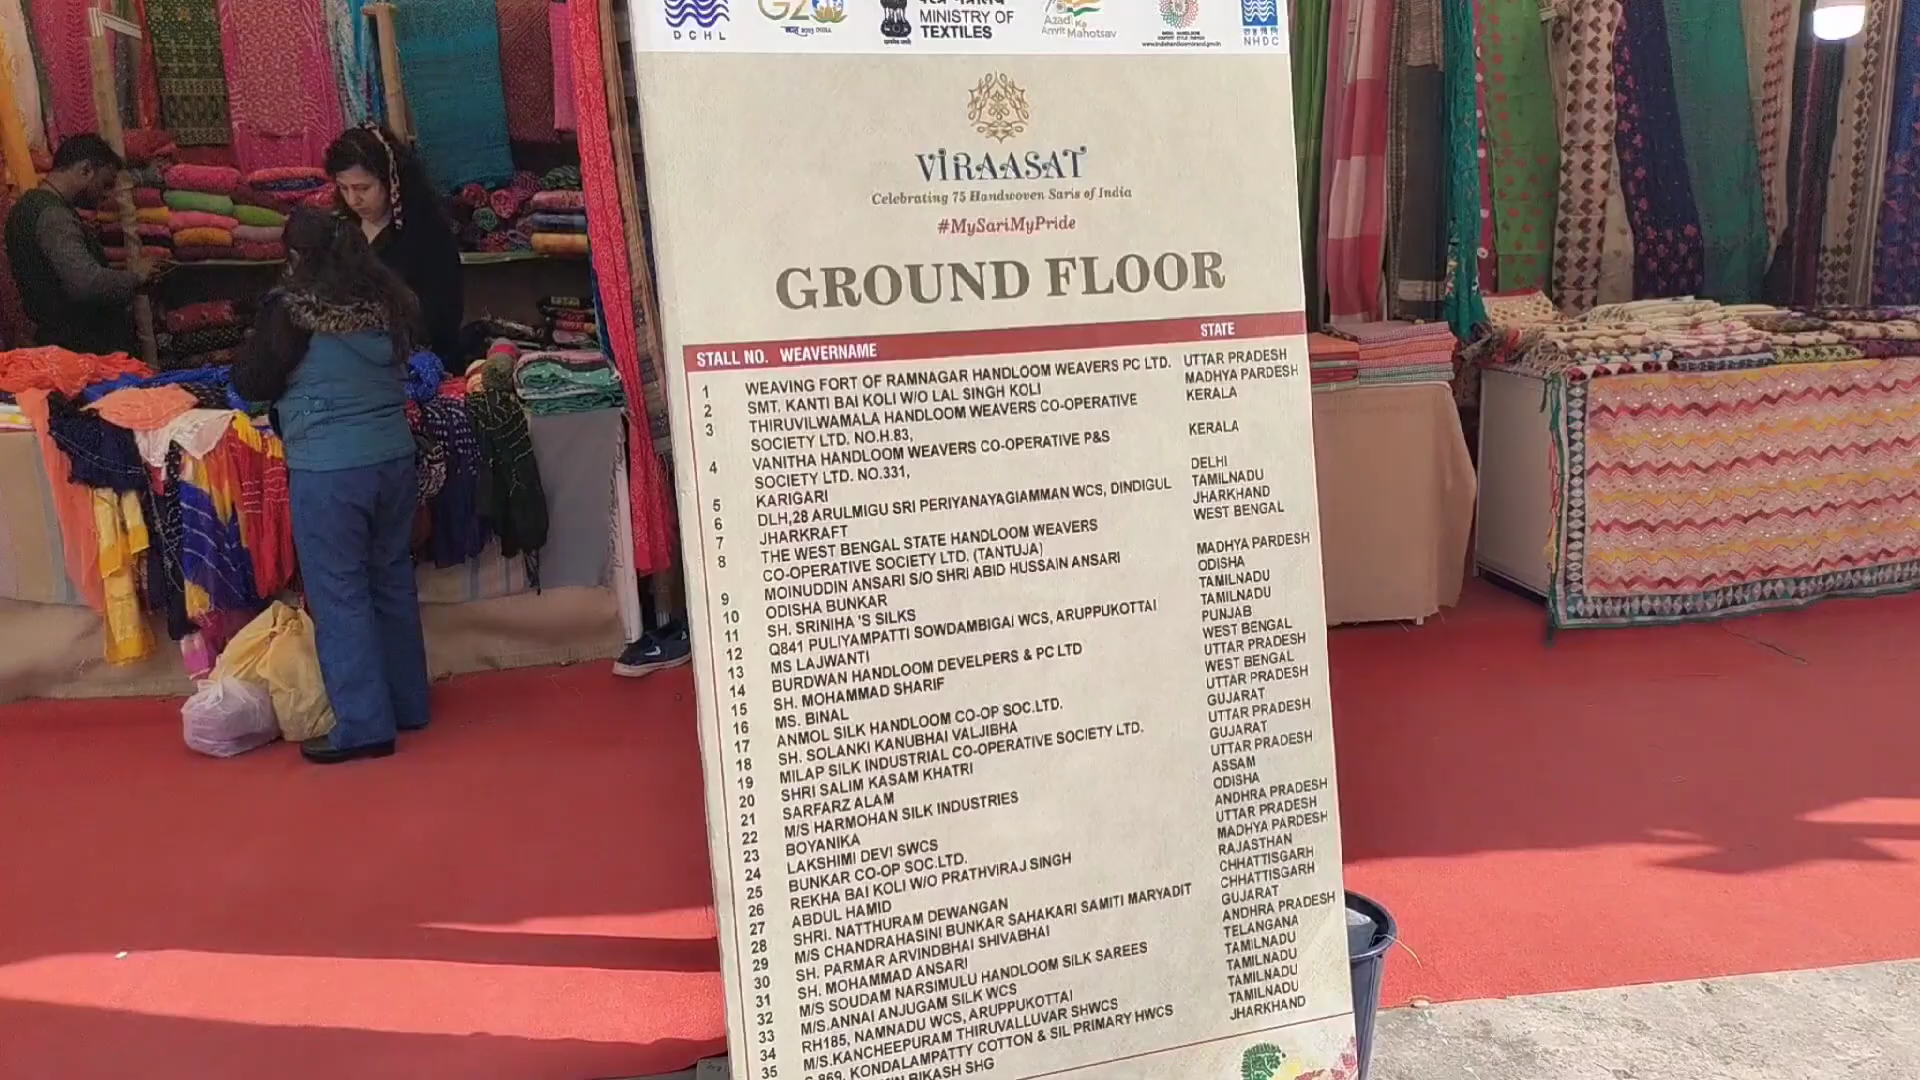 DCHL
G20
INDIA
MINISTRY OF
TEXTILES
Azadi Ka
Amrit Mahotsav
NHDC
VIRAASAT
Celebrating 75 Handwoven Saris of India
#MySariMyPride
GROUND FLOOR
STALL NO. WEAVERNAME STATE
1 WEAVING FORT OF RAMNAGAR HANDLOOM WEAVERS PC LTD. UTTAR PRADESH
2 SMT. KANTI BAI KOLI W/O LAL SINGH KOLI MADHYA PARDESH
3 THIRUVILWAMALA HANDLOOM WEAVERS CO-OPERATIVE KERALA
SOCIETY LTD. NO.H.83,
4 VANITHA HANDLOOM WEAVERS CO-OPERATIVE P&S KERALA
SOCIETY LTD. NO.331,
5 KARIGARI DELHI
6 DLH,28 ARULMIGU SRI PERIYANAYAGIAMMAN WCS, DINDIGUL TAMILNADU
7 JHARKRAFT JHARKHAND
8 THE WEST BENGAL STATE HANDLOOM WEAVERS WEST BENGAL
CO-OPERATIVE SOCIETY LTD. (TANTUJA)
9 MOINUDDIN ANSARI S/O SHRI ABID HUSSAIN ANSARI MADHYA PARDESH
10 ODISHA BUNKAR ODISHA
11 SH. SRINIHA 'S SILKS TAMILNADU
12 Q841 PULIYAMPATTI SOWDAMBIGAI WCS, ARUPPUKOTTAI TAMILNADU
13 MS LAJWANTI PUNJAB
14 BURDWAN HANDLOOM DEVELPERS & PC LTD WEST BENGAL
15 SH. MOHAMMAD SHARIF UTTAR PRADESH
16 MS. BINAL WEST BENGAL
17 ANMOL SILK HANDLOOM CO-OP SOC.LTD. UTTAR PRADESH
18 SH. SOLANKI KANUBHAI VALJIBHA GUJARAT
19 MILAP SILK INDUSTRIAL CO-OPERATIVE SOCIETY LTD. UTTAR PRADESH
20 SHRI SALIM KASAM KHATRI GUJARAT
21 SARFARZ ALAM UTTAR PRADESH
22 M/S HARMOHAN SILK INDUSTRIES ASSAM
23 BOYANIKA ODISHA
24 LAKSHIMI DEVI SWCS ANDHRA PRADESH
25 BUNKAR CO-OP SOC.LTD. UTTAR PRADESH
26 REKHA BAI KOLI W/O PRATHVIRAJ SINGH MADHYA PARDESH
27 ABDUL HAMID RAJASTHAN
28 SHRI. NATTHURAM DEWANGAN CHHATTISGARH
29 M/S CHANDRAHASINI BUNKAR SAHAKARI SAMITI MARYADIT CHHATTISGARH
30 SH. PARMAR ARVINDBHAI SHIVABHAI GUJARAT
31 SH. MOHAMMAD ANSARI ANDHRA PRADESH
32 M/S SOUDAM NARSIMULU HANDLOOM SILK SAREES TELANGANA
33 M/S.ANNAI ANJUGAM SILK WCS TAMILNADU
34 RH185, NAMNADU WCS, ARUPPUKOTTAI TAMILNADU
35 M/S.KANCHEEPURAM THIRUVALLUVAR SHWCS TAMILNADU
KONDALAMPATTY COTTON & SIL PRIMARY HWCS TAMILNADU
BIKASH SHG JHARKHAND